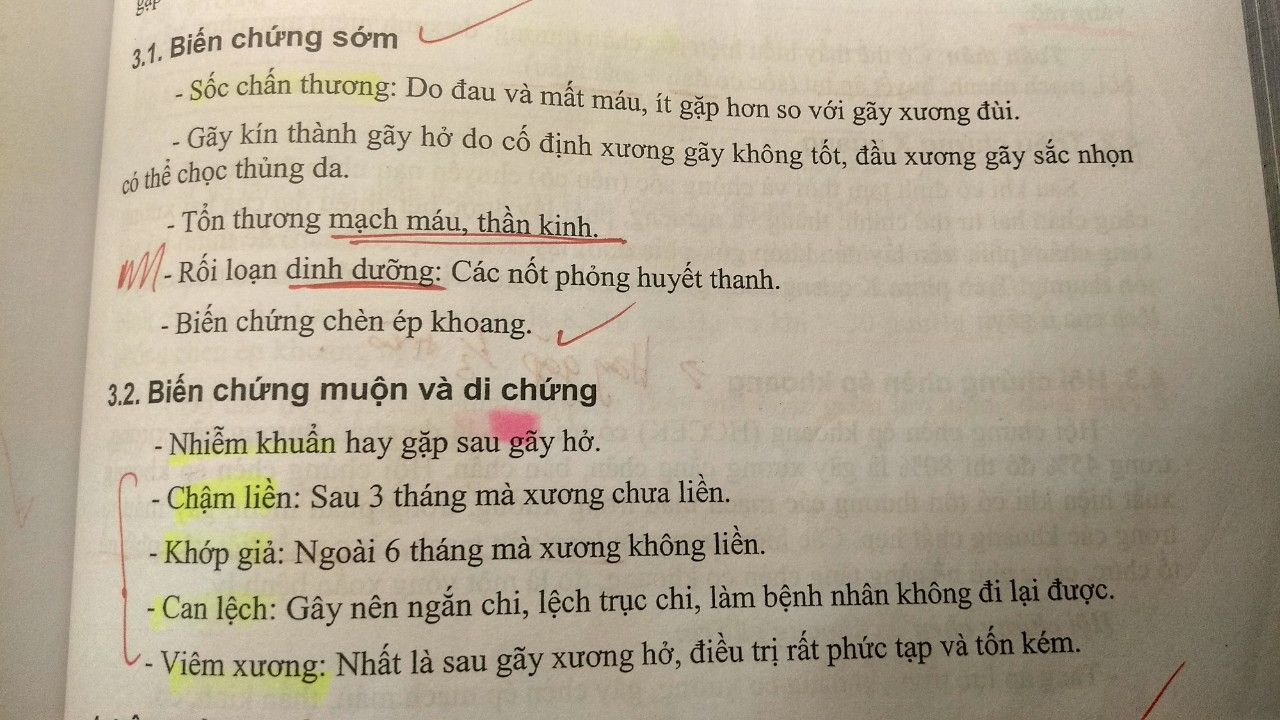 gặp
3.1. Biến chứng sớm
- Sốc chấn thương: Do đau và mất máu, ít gặp hơn so với gãy xương đùi.
- Gãy kín thành gãy hở do cố định xương gãy không tốt, đầu xương gãy sắc nhọn
có thể chọc thủng da.
- Tổn thương mạch máu, thần kinh.
- Rối loạn dinh dưỡng: Các nốt phỏng huyết thanh.
- Biến chứng chèn ép khoang.
3.2. Biến chứng muộn và di chứng
- Nhiễm khuẩn hay gặp sau gãy hở.
- Chậm liền: Sau 3 tháng mà xương chưa liền.
- Khớp giả: Ngoài 6 tháng mà xương không liền.
- Can lệch: Gây nên ngắn chi, lệch trục chi, làm bệnh nhân không đi lại được.
- Viêm xương: Nhất là sau gãy xương hở, điều trị rất phức tạp và tốn kém.